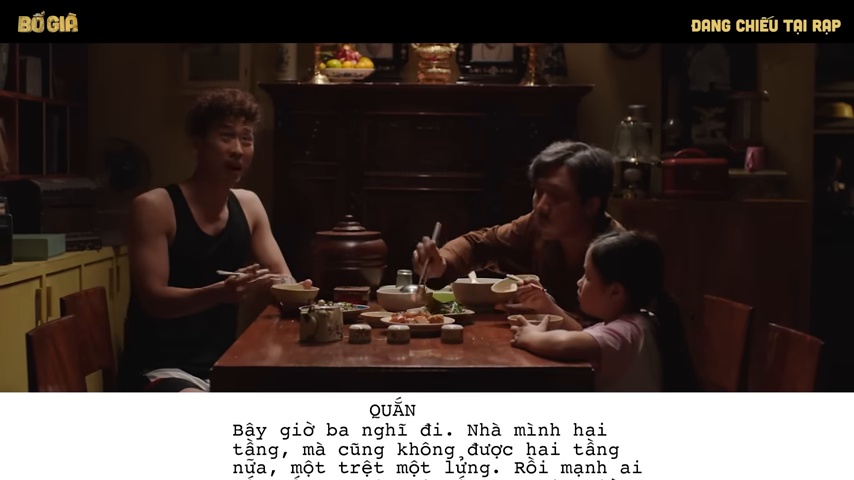 BỐ GIÀ
ĐANG CHIẾU TẠI RẠP
QUẮN
Bây giờ ba nghĩ đi. Nhà mình hai
tầng, mà cũng không được hai tầng
nữa, một trệt một lửng. Rồi mạnh ai